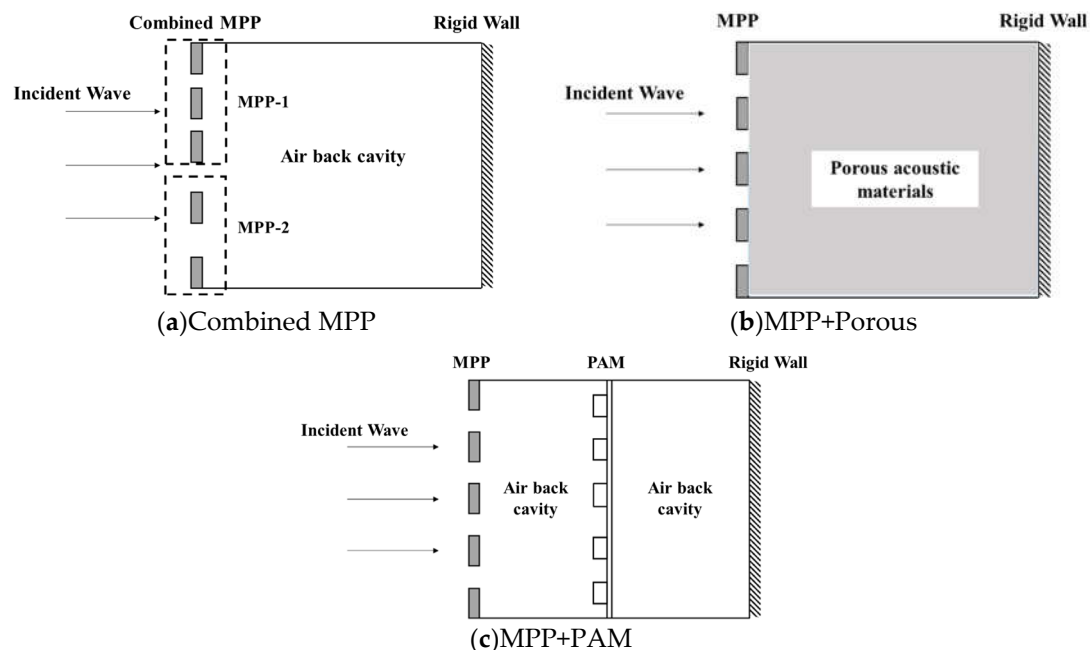 Combined MPP
Rigid Wall
Incident Wave
MPP-1
Air back cavity
MPP-2
(a)Combined MPP
MPP
Rigid Wall
Incident Wave
Porous acoustic
materials
(b)MPP+Porous
MPP
PAM
Rigid Wall
Incident Wave
Air back
cavity
Air back
cavity
(c)MPP+PAM